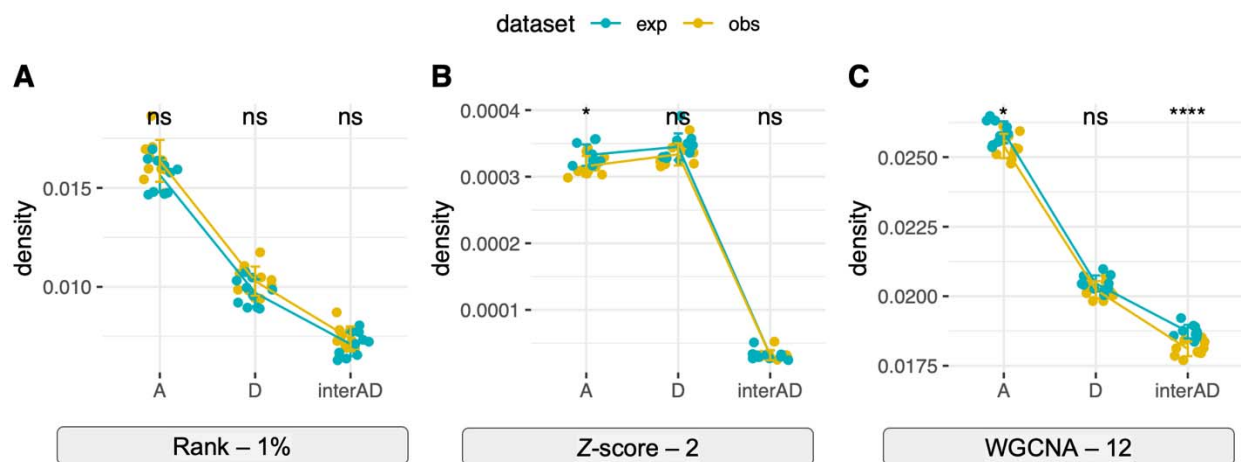 dataset exp obs
A
B
C
ns ns ns
* ns ns
* ns ****
density
0.015
0.010
A D interAD
Rank – 1%
density
0.0004
0.0003
0.0002
0.0001
A D interAD
Z-score – 2
density
0.0250
0.0225
0.0200
0.0175
A D interAD
WGCNA – 12